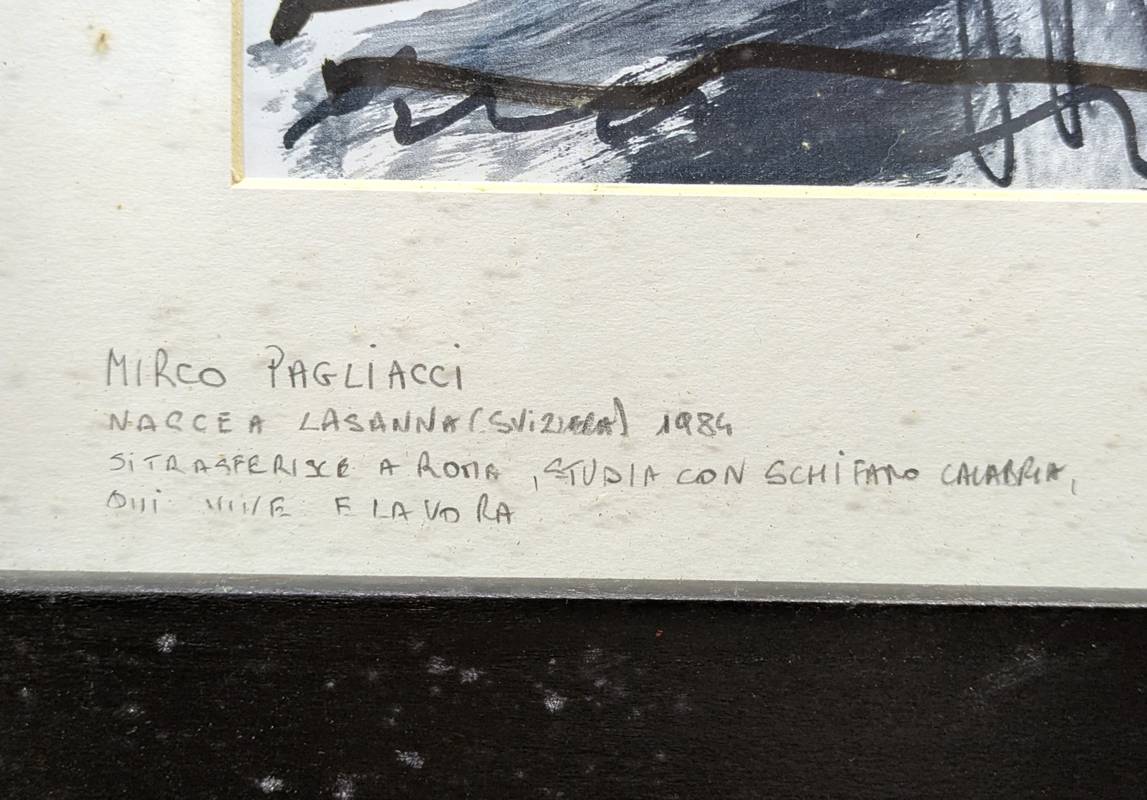 MIRCO PAGLIACCI
NASCE A LASANNA (SVIZZERA) 1984
SI TRASFERISCE A ROMA, STUDIA CON SCHIFANO CALABRIA,
QUI VIVE E LAVORA